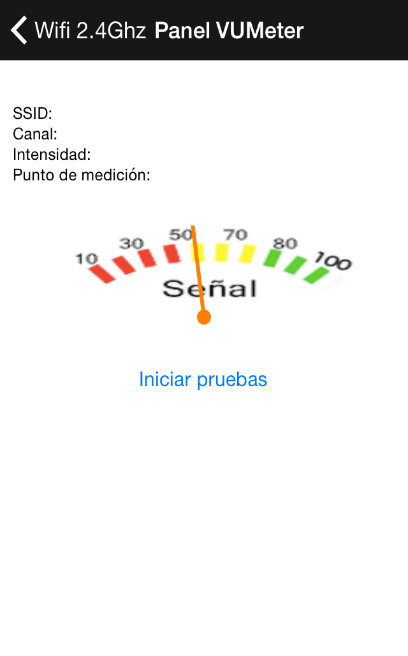 Wifi 2.4Ghz Panel VUMeter
SSID:
Canal:
Intensidad:
Punto de medición:
10 30 50 70 80 100
Señal
Iniciar pruebas